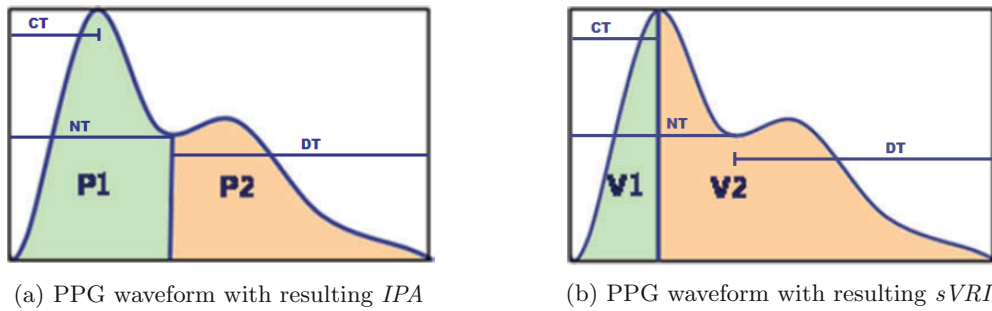 CT
NT
DT
P1
P2
(a) PPG waveform with resulting IPA
CT
NT
DT
V1
V2
(b) PPG waveform with resulting sVRI